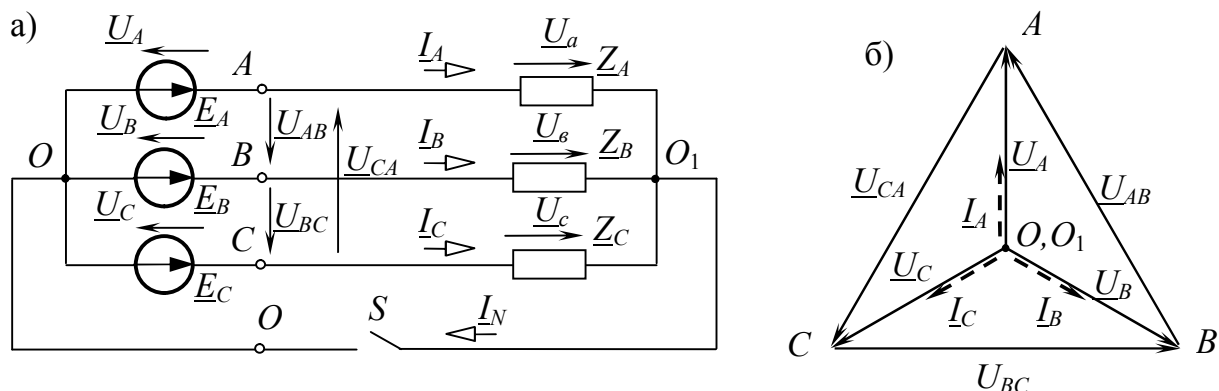 а)
U_A
A
I_A
U_a
Z_A
E_A
U_B
U_AB
B
I_B
U_в
Z_B
O
O_1
E_B
U_CA
U_C
U_BC
C
I_C
U_c
Z_C
E_C
O
S
I_N
б)
A
U_A
U_CA
U_AB
I_A
O, O_1
U_C
U_B
I_C
I_B
C
B
U_BC